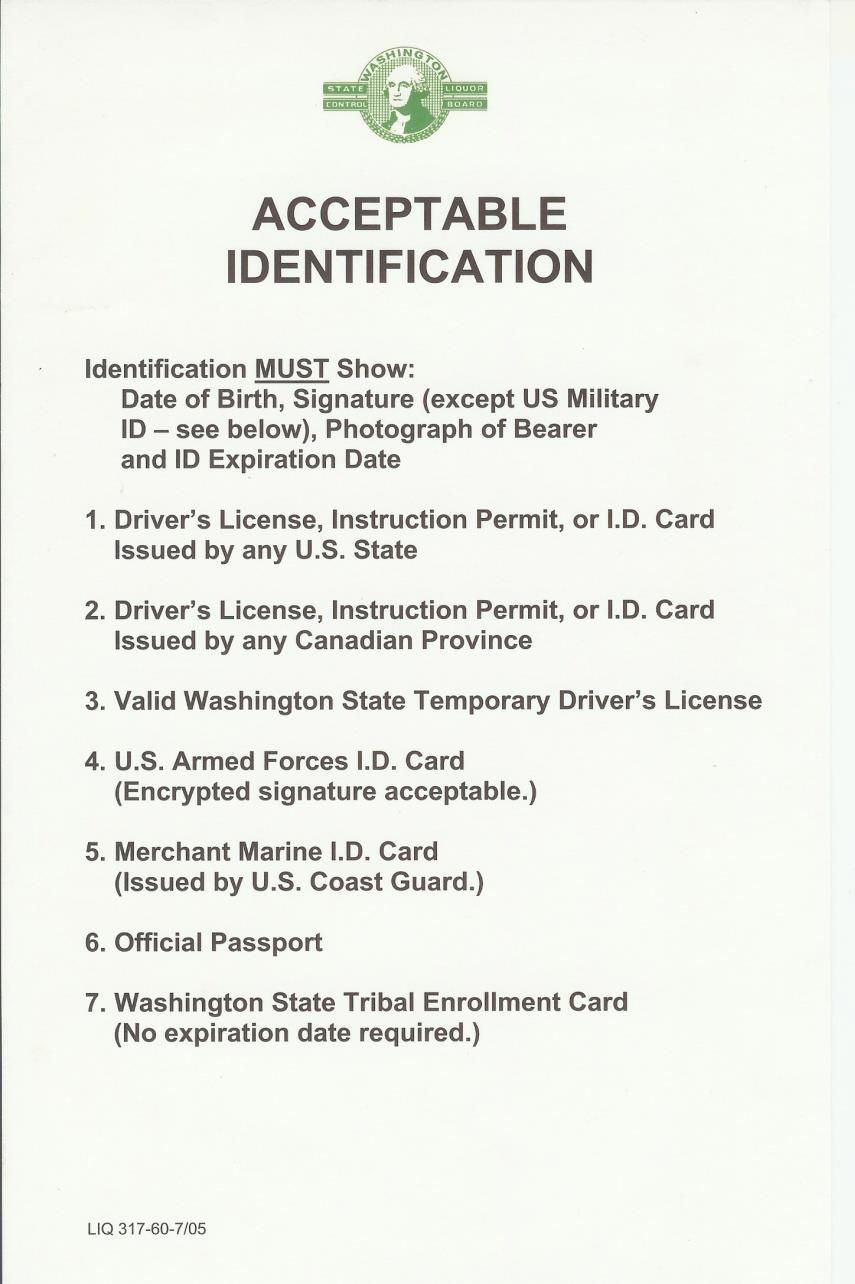 WASHINGTON
STATE LIQUOR
CONTROL BOARD
ACCEPTABLE
IDENTIFICATION
Identification MUST Show:
Date of Birth, Signature (except US Military
ID – see below), Photograph of Bearer
and ID Expiration Date
1. Driver's License, Instruction Permit, or I.D. Card
Issued by any U.S. State
2. Driver's License, Instruction Permit, or I.D. Card
Issued by any Canadian Province
3. Valid Washington State Temporary Driver's License
4. U.S. Armed Forces I.D. Card
(Encrypted signature acceptable.)
5. Merchant Marine I.D. Card
(Issued by U.S. Coast Guard.)
6. Official Passport
7. Washington State Tribal Enrollment Card
(No expiration date required.)
LIQ 317-60-7/05